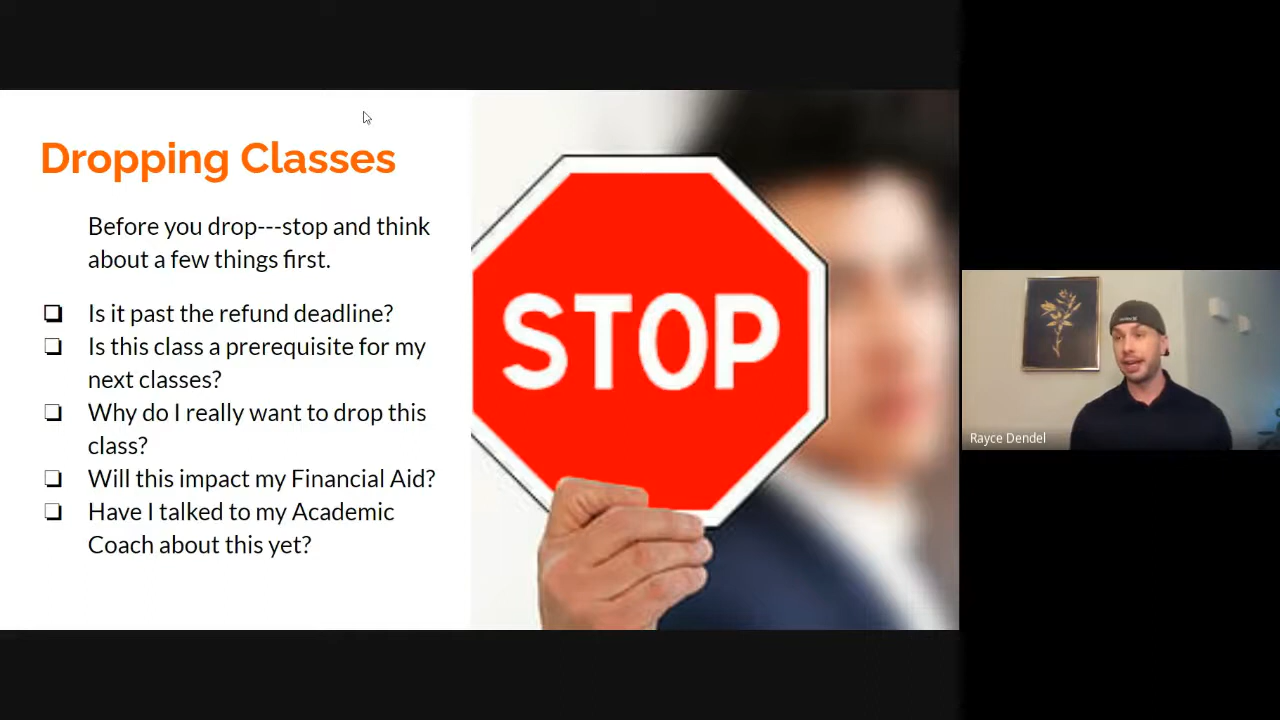 Dropping Classes
Before you drop---stop and think
about a few things first.
❏ Is it past the refund deadline?
❏ Is this class a prerequisite for my
next classes?
❏ Why do I really want to drop this
class?
❏ Will this impact my Financial Aid?
❏ Have I talked to my Academic
Coach about this yet?
STOP
Rayce Dendel